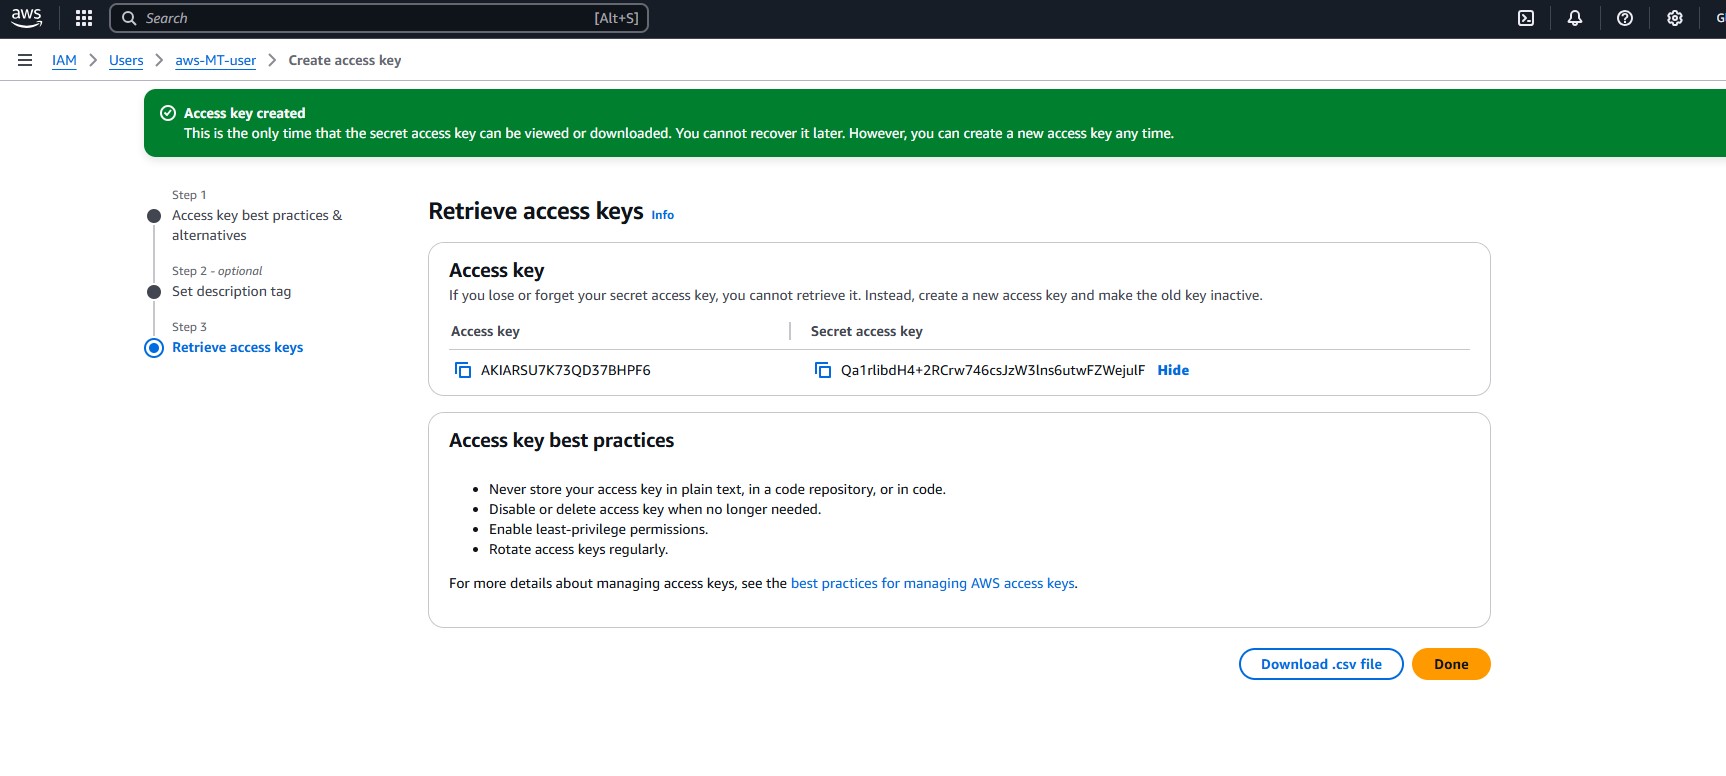 aws
Search [Alt+S]
IAM > Users > aws-MT-user > Create access key
Access key created
This is the only time that the secret access key can be viewed or downloaded. You cannot recover it later. However, you can create a new access key any time.
Step 1
Access key best practices &
alternatives
Step 2 - optional
Set description tag
Step 3
Retrieve access keys
Retrieve access keys Info
Access key
If you lose or forget your secret access key, you cannot retrieve it. Instead, create a new access key and make the old key inactive.
Access key Secret access key
AKIARSU7K73QD37BHPF6 Hide
Access key best practices
• Never store your access key in plain text, in a code repository, or in code.
• Disable or delete access key when no longer needed.
• Enable least-privilege permissions.
• Rotate access keys regularly.
For more details about managing access keys, see the best practices for managing AWS access keys.
Download .csv file Done